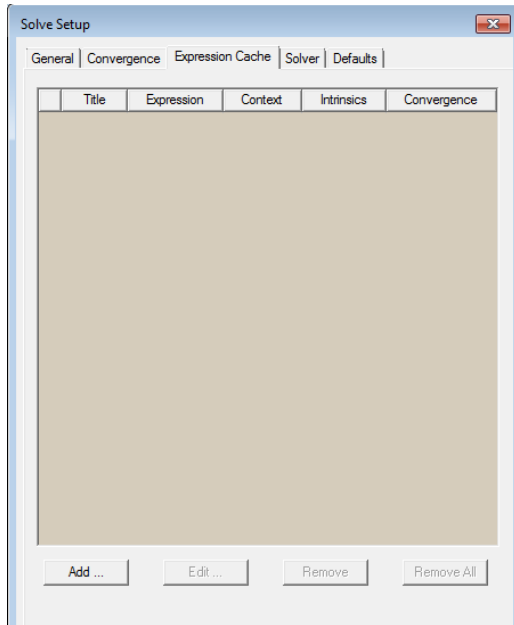 Solve Setup
General Convergence Expression Cache Solver Defaults
Title Expression Context Intrinsics Convergence
Add ... Edit ... Remove Remove All